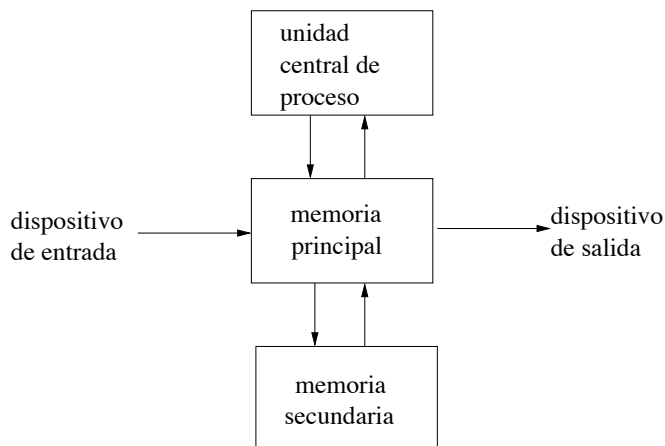 unidad
central de
proceso
dispositivo
de entrada
memoria
principal
dispositivo
de salida
memoria
secundaria